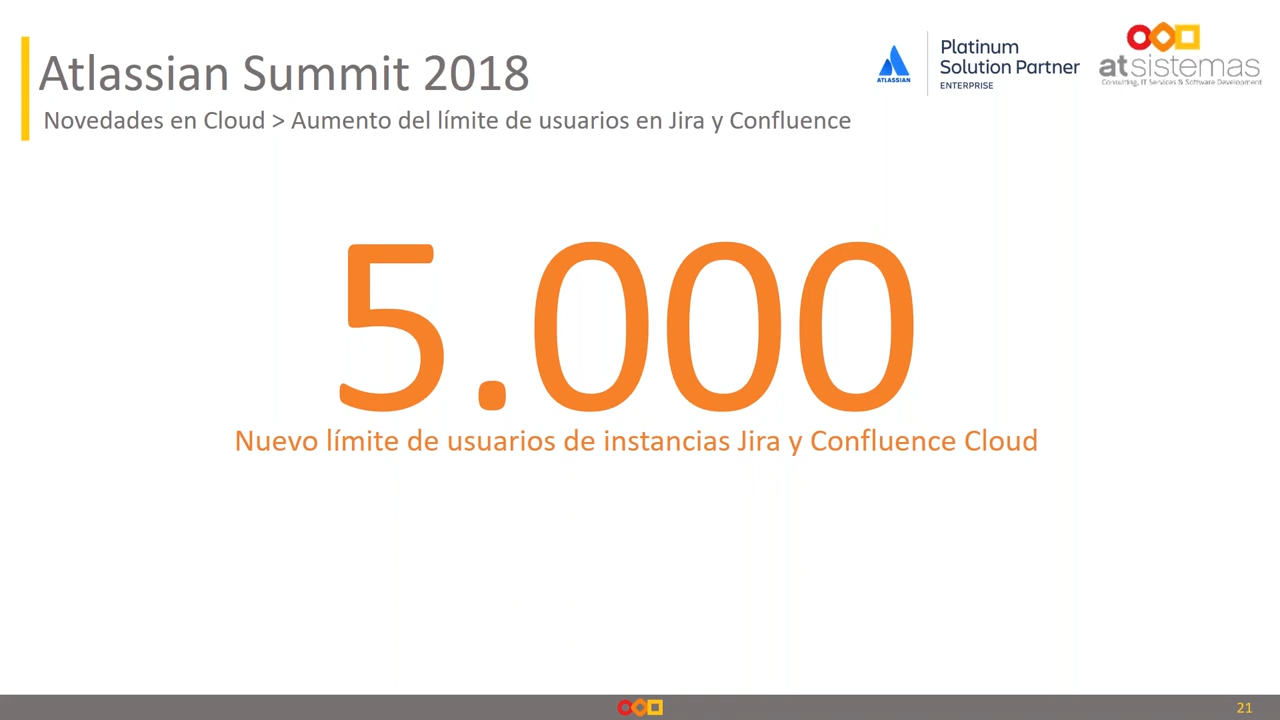 Atlassian Summit 2018
Novedades en Cloud > Aumento del límite de usuarios en Jira y Confluence
ATLASSIAN
Platinum
Solution Partner
ENTERPRISE
atsistemas
Consulting, IT Services & Software Development
5.000
Nuevo límite de usuarios de instancias Jira y Confluence Cloud
21